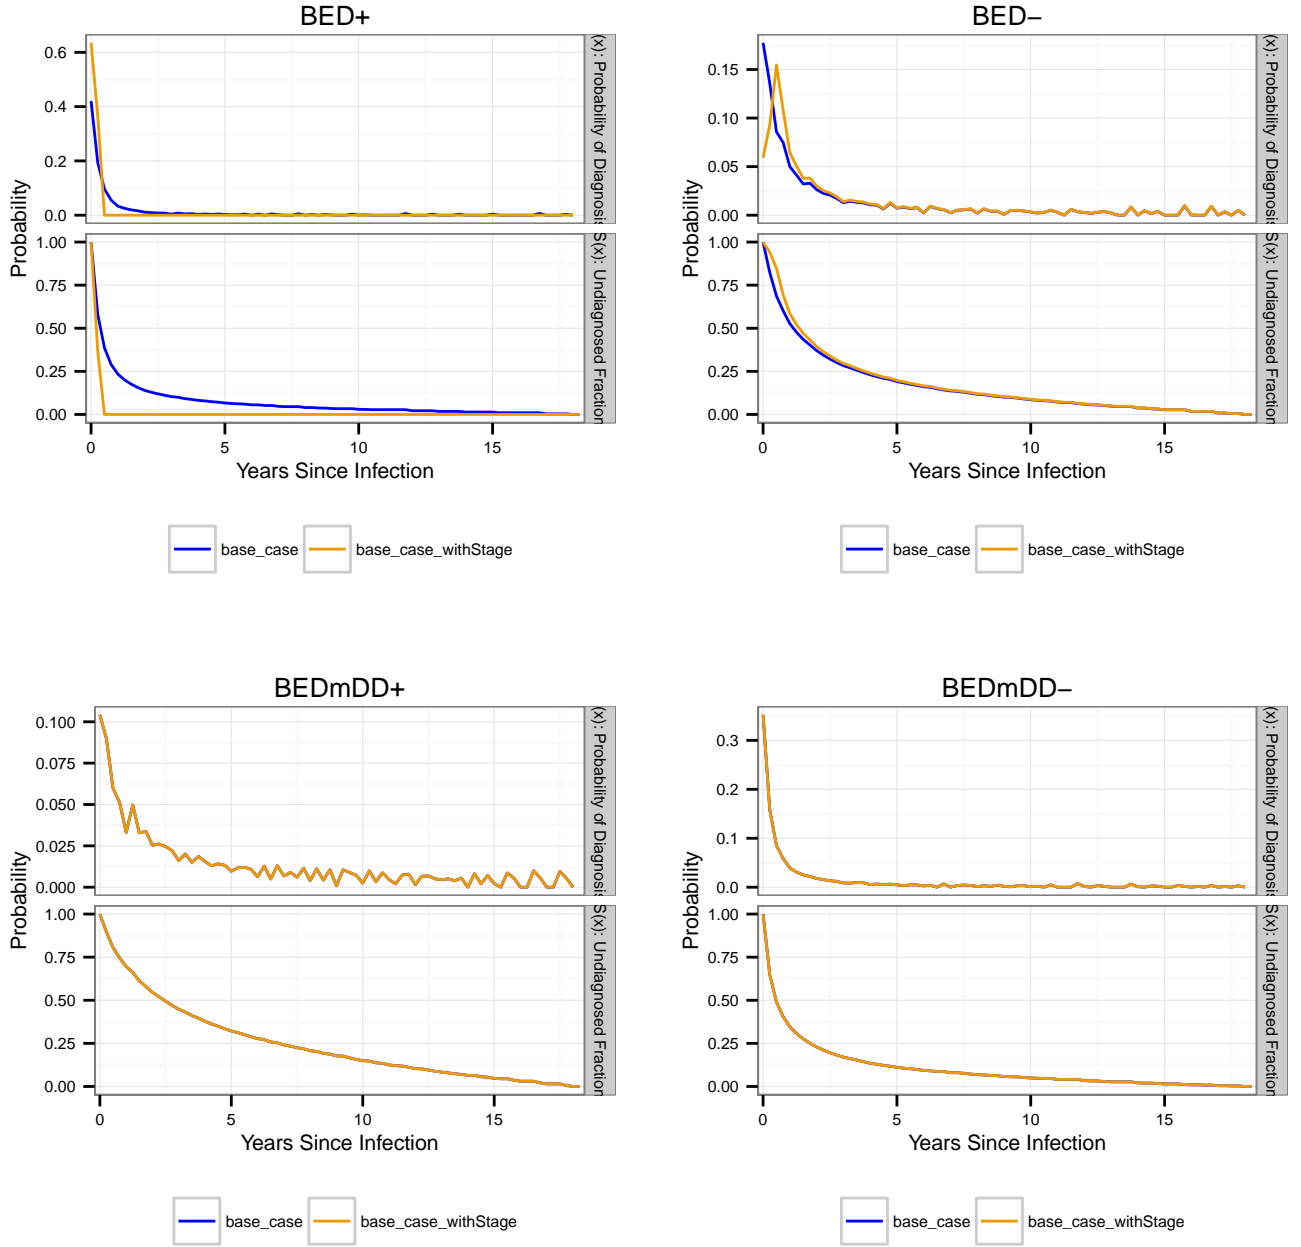 BED+
0.6
0.4
0.2
0.0
(x): Probability of Diagnosis
1.00
0.75
0.50
0.25
0.00
S(x): Undiagnosed Fraction
Probability
0 5 10 15
Years Since Infection
base_case base_case_withStage
BED−
0.15
0.10
0.05
0.00
(x): Probability of Diagnosis
1.00
0.75
0.50
0.25
0.00
S(x): Undiagnosed Fraction
Probability
0 5 10 15
Years Since Infection
base_case base_case_withStage
BEDmDD+
0.100
0.075
0.050
0.025
0.000
(x): Probability of Diagnosis
1.00
0.75
0.50
0.25
0.00
S(x): Undiagnosed Fraction
Probability
0 5 10 15
Years Since Infection
base_case base_case_withStage
BEDmDD−
0.3
0.2
0.1
0.0
(x): Probability of Diagnosis
1.00
0.75
0.50
0.25
0.00
S(x): Undiagnosed Fraction
Probability
0 5 10 15
Years Since Infection
base_case base_case_withStage